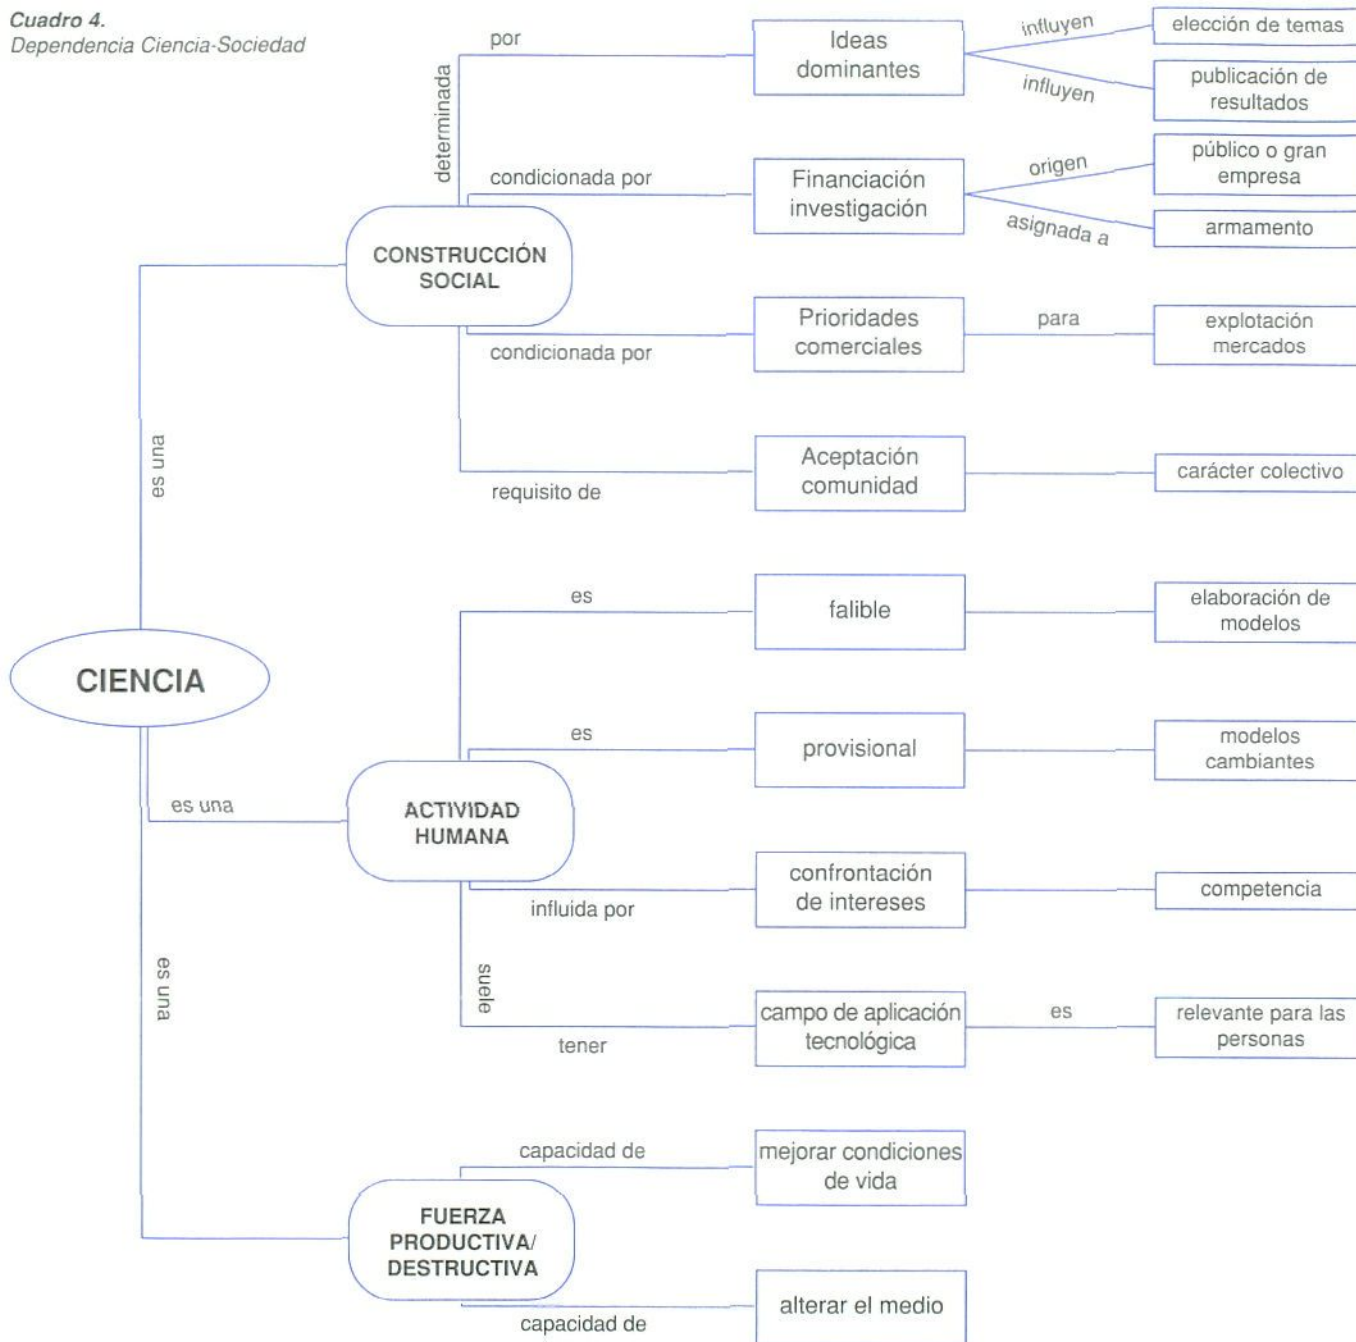 Cuadro 4.
Dependencia Ciencia-Sociedad
CIENCIA
es una
CONSTRUCCIÓN
SOCIAL
determinada
por
Ideas
dominantes
influyen
elección de temas
influyen
publicación de
resultados
condicionada por
Financiación
investigación
origen
público o gran
empresa
asignada a
armamento
condicionada por
Prioridades
comerciales
para
explotación
mercados
requisito de
Aceptación
comunidad
carácter colectivo
es una
ACTIVIDAD
HUMANA
es
falible
elaboración de
modelos
es
provisional
modelos
cambiantes
influida por
confrontación
de intereses
competencia
suele
tener
campo de aplicación
tecnológica
es
relevante para las
personas
es una
FUERZA
PRODUCTIVA/
DESTRUCTIVA
capacidad de
mejorar condiciones
de vida
capacidad de
alterar el medio